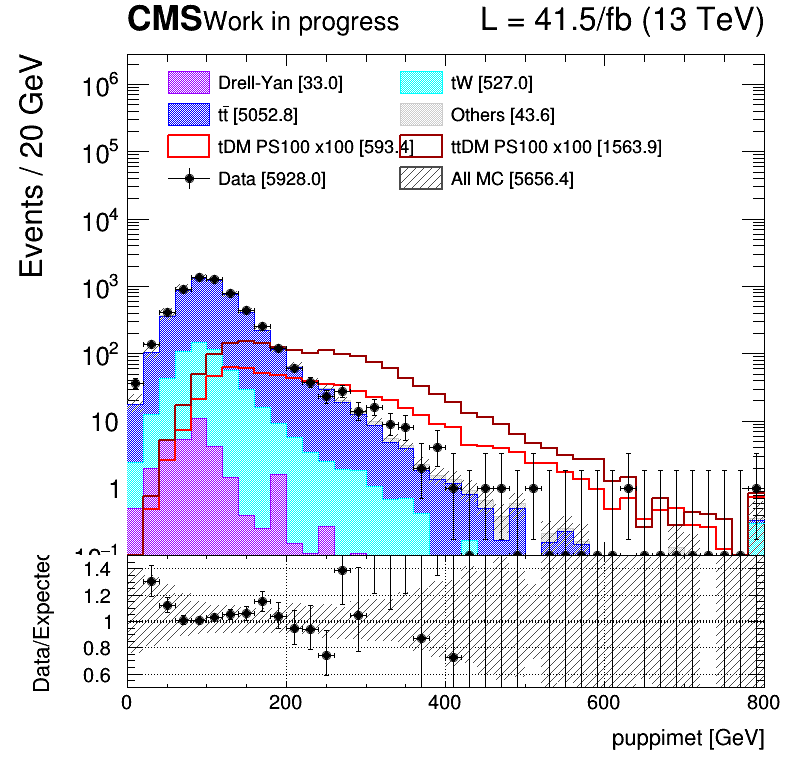 CMS Work in progress L = 41.5/fb (13 TeV)
Events / 20 GeV
10⁶
10⁵
10⁴
10³
10²
10
1
10⁻¹
Drell-Yan [33.0] tW [527.0]
tt̄ [5052.8] Others [43.6]
tDM PS100 x100 [593.4] ttDM PS100 x100 [1563.9]
Data [5928.0] All MC [5656.4]
Data/Expected
1.4
1.2
1
0.8
0.6
0 200 400 600 800
puppimet [GeV]